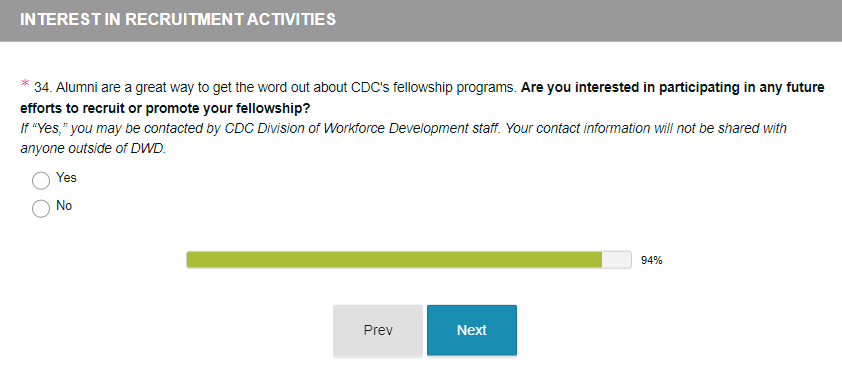 INTEREST IN RECRUITMENT ACTIVITIES
* 34. Alumni are a great way to get the word out about CDC's fellowship programs. Are you interested in participating in any future
efforts to recruit or promote your fellowship?
If “Yes,” you may be contacted by CDC Division of Workforce Development staff. Your contact information will not be shared with
anyone outside of DWD.
Yes
No
94%
Prev
Next